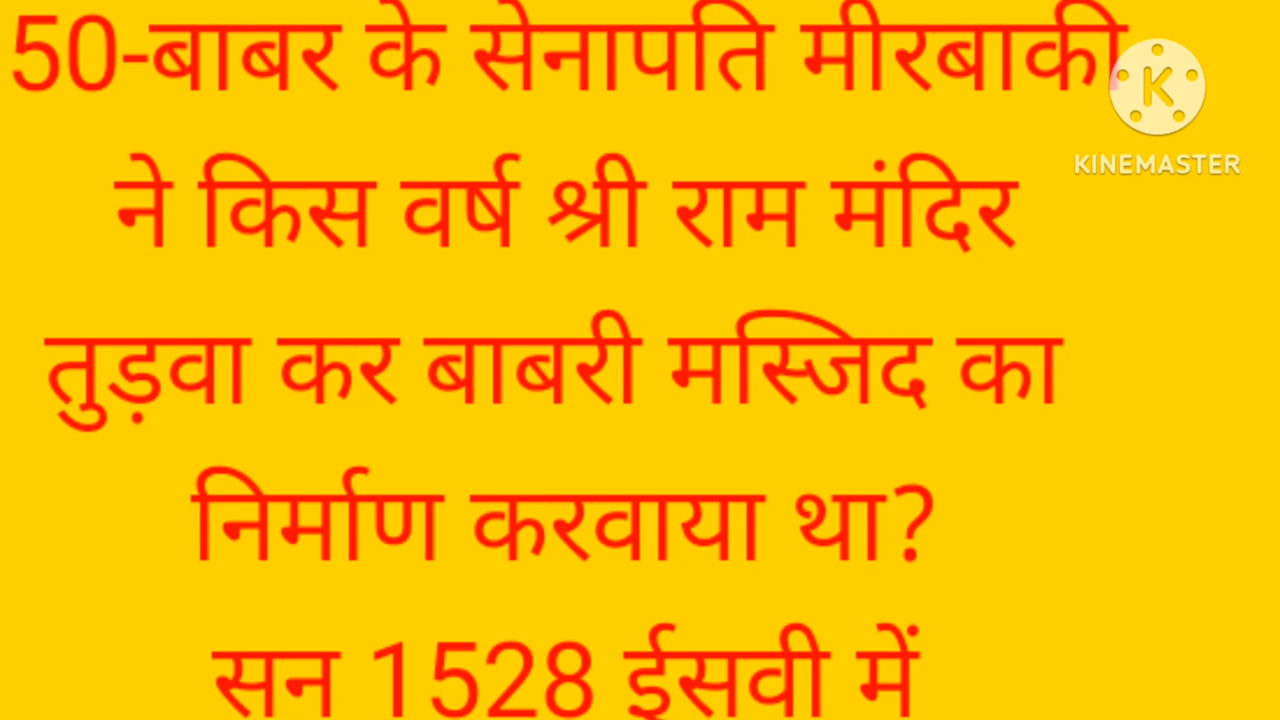 50-बाबर के सेनापति मीरबाकी
ने किस वर्ष श्री राम मंदिर
तुड़वा कर बाबरी मस्जिद का
निर्माण करवाया था?
सन 1528 ईसवी में
K
KINEMASTER